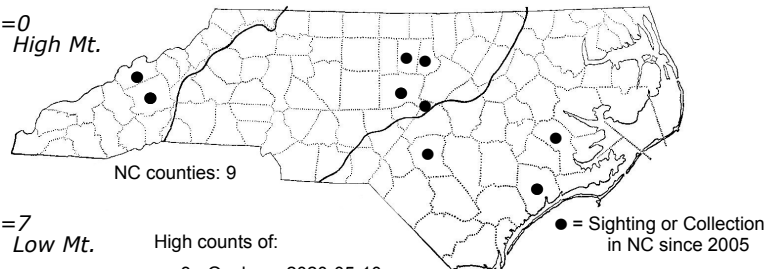 =0
High Mt.
NC counties: 9
=7
Low Mt.
High counts of:
● = Sighting or Collection
in NC since 2005